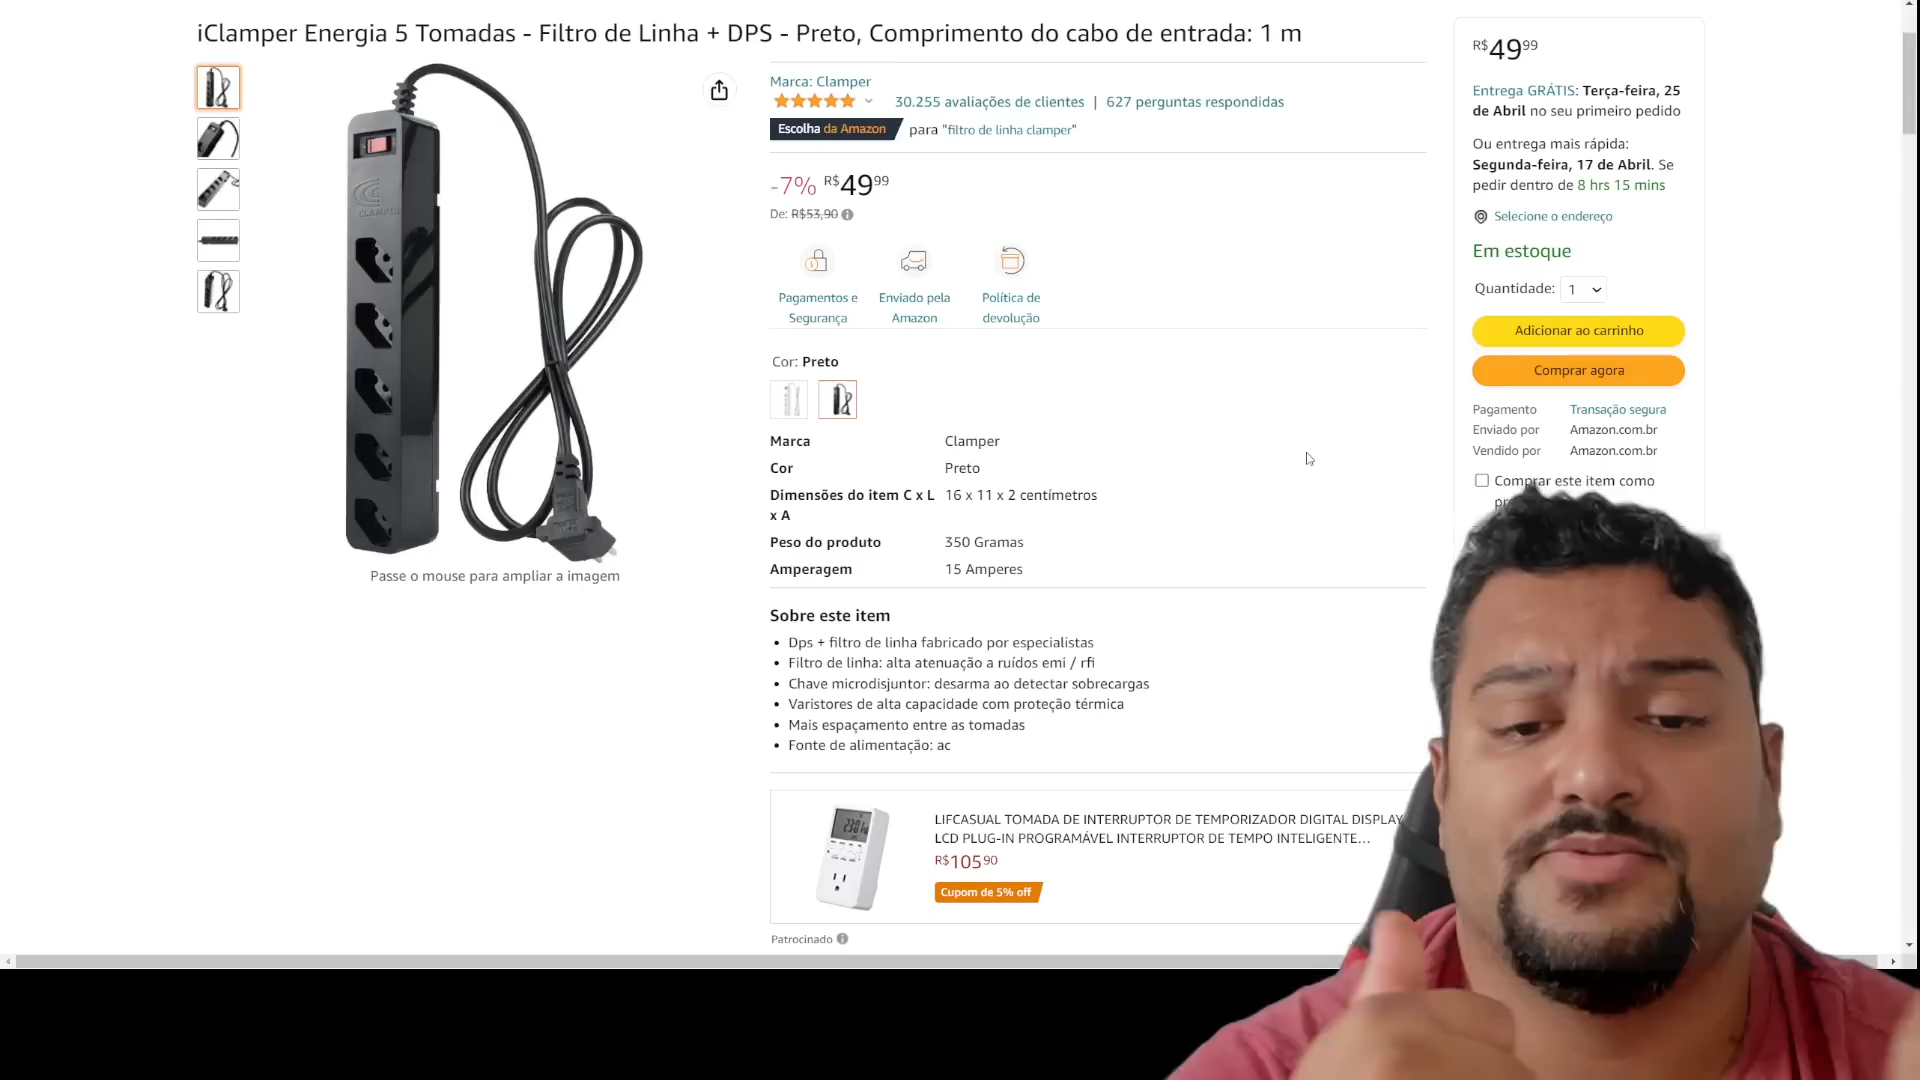 iClamper Energia 5 Tomadas - Filtro de Linha + DPS - Preto, Comprimento do cabo de entrada: 1 m
CLAMPER
Passe o mouse para ampliar a imagem
Marca: Clamper
30.255 avaliações de clientes | 627 perguntas respondidas
Escolha da Amazon para "filtro de linha clamper"
-7% R$49⁹⁹
De: R$53,90
Pagamentos e Segurança
Enviado pela Amazon
Política de devolução
Cor: Preto
Marca Clamper
Cor Preto
Dimensões do item C x L x A 16 x 11 x 2 centímetros
Peso do produto 350 Gramas
Amperagem 15 Amperes
Sobre este item
• Dps + filtro de linha fabricado por especialistas
• Filtro de linha: alta atenuação a ruídos emi / rfi
• Chave microdisjuntor: desarma ao detectar sobrecargas
• Varistores de alta capacidade com proteção térmica
• Mais espaçamento entre as tomadas
• Fonte de alimentação: ac
LIFCASUAL TOMADA DE INTERRUPTOR DE TEMPORIZADOR DIGITAL DISPLAY
LCD PLUG-IN PROGRAMÁVEL INTERRUPTOR DE TEMPO INTELIGENTE...
R$105⁹⁰
Cupom de 5% off
Patrocinado
R$49⁹⁹
Entrega GRÁTIS: Terça-feira, 25
de Abril no seu primeiro pedido
Ou entrega mais rápida:
Segunda-feira, 17 de Abril. Se
pedir dentro de 8 hrs 15 mins
Selecione o endereço
Em estoque
Quantidade: 1
Adicionar ao carrinho
Comprar agora
Pagamento Transação segura
Enviado por Amazon.com.br
Vendido por Amazon.com.br
Comprar este item como